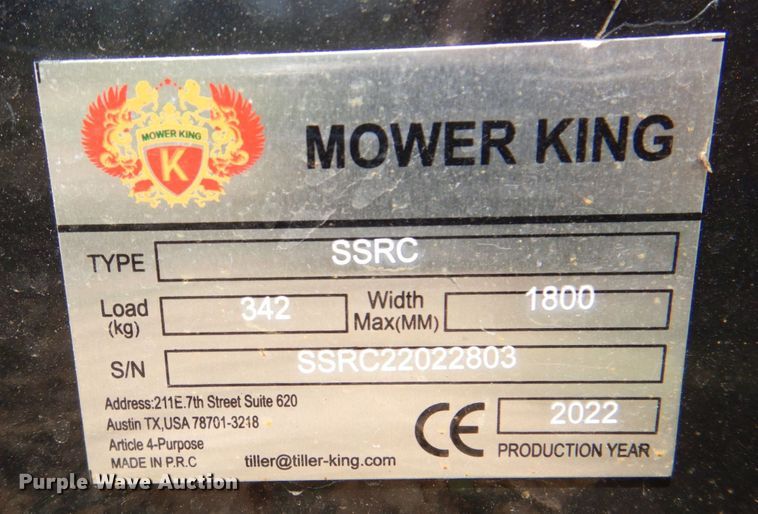 MOWER KING
K
MOWER KING
TYPE SSRC
Load (kg) 342 Width Max(MM) 1800
S/N SSRC22022803
Address:211E.7th Street Suite 620
Austin TX,USA 78701-3218
Article 4-Purpose
MADE IN P.R.C tiller@tiller-king.com
CE 2022
PRODUCTION YEAR
Purple Wave Auction